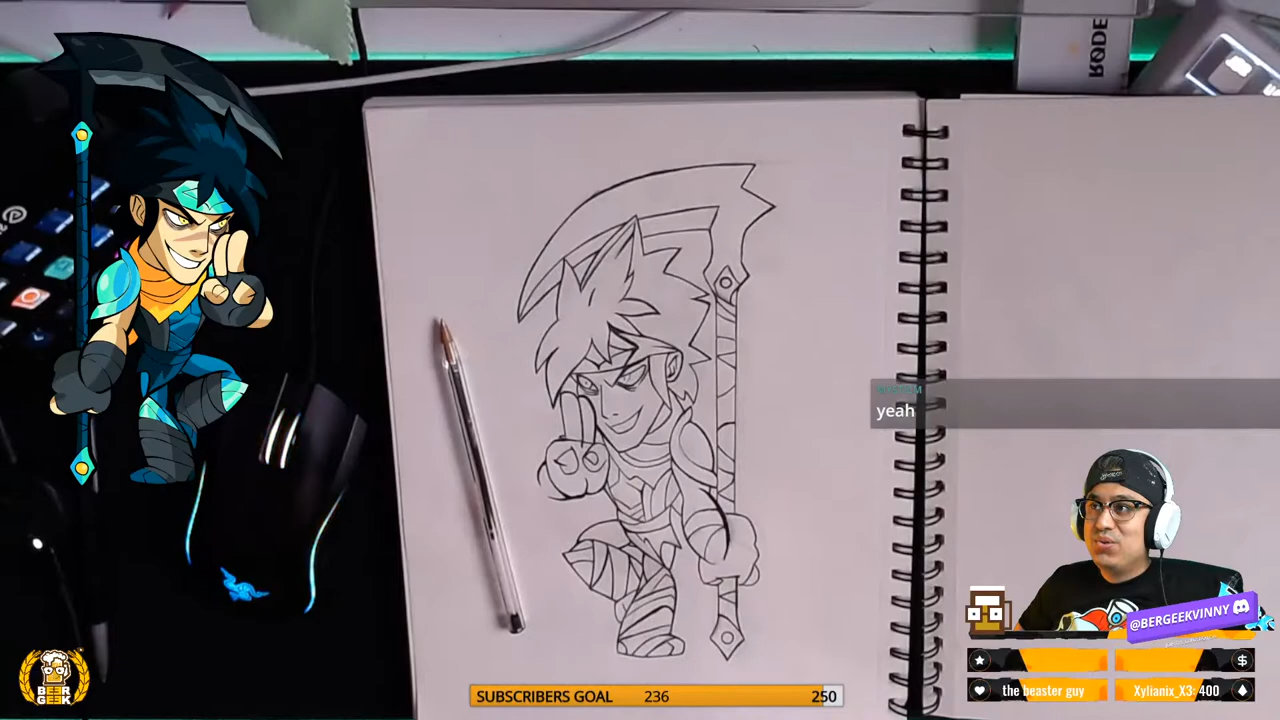 RØDE
yeah
@BERGEEKVINNY
BEER
GEEK
SUBSCRIBERS GOAL 236 250
the beaster guy
Xylianix_X3: 400